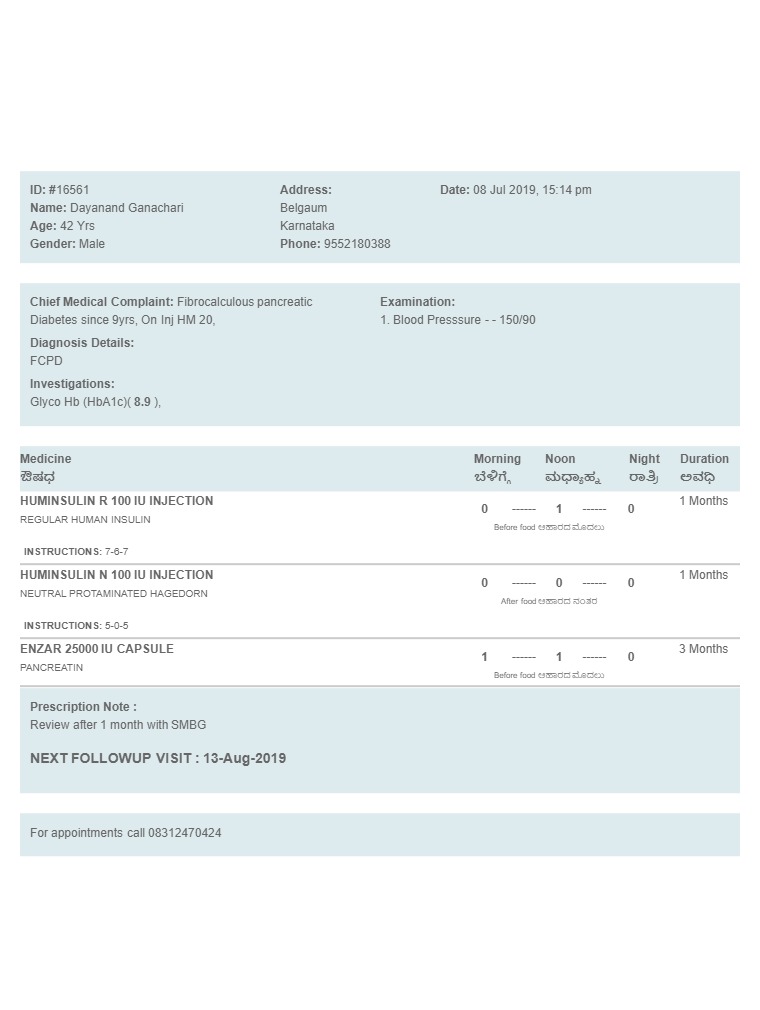 ID: #16561
Name: Dayanand Ganachari
Age: 42 Yrs
Gender: Male
Address:
Belgaum
Karnataka
Phone: 9552180388
Date: 08 Jul 2019, 15:14 pm
Chief Medical Complaint: Fibrocalculous pancreatic
Diabetes since 9yrs, On Inj HM 20,
Diagnosis Details:
FCPD
Investigations:
Glyco Hb (HbA1c)( 8.9 ),
Examination:
1. Blood Presssure - - 150/90
Medicine Morning Noon Night Duration
ಔಷಧ ಬೆಳಿಗ್ಗೆ ಮಧ್ಯಾಹ್ನ ರಾತ್ರಿ ಅವಧಿ
HUMINSULIN R 100 IU INJECTION 0 ------ 1 ------ 0 1 Months
REGULAR HUMAN INSULIN Before food ಆಹಾರದ ಮೊದಲು
INSTRUCTIONS: 7-6-7
HUMINSULIN N 100 IU INJECTION 0 ------ 0 ------ 0 1 Months
NEUTRAL PROTAMINATED HAGEDORN After food ಆಹಾರದ ನಂತರ
INSTRUCTIONS: 5-0-5
ENZAR 25000 IU CAPSULE 1 ------ 1 ------ 0 3 Months
PANCREATIN Before food ಆಹಾರದ ಮೊದಲು
Prescription Note :
Review after 1 month with SMBG
NEXT FOLLOWUP VISIT : 13-Aug-2019
For appointments call 08312470424